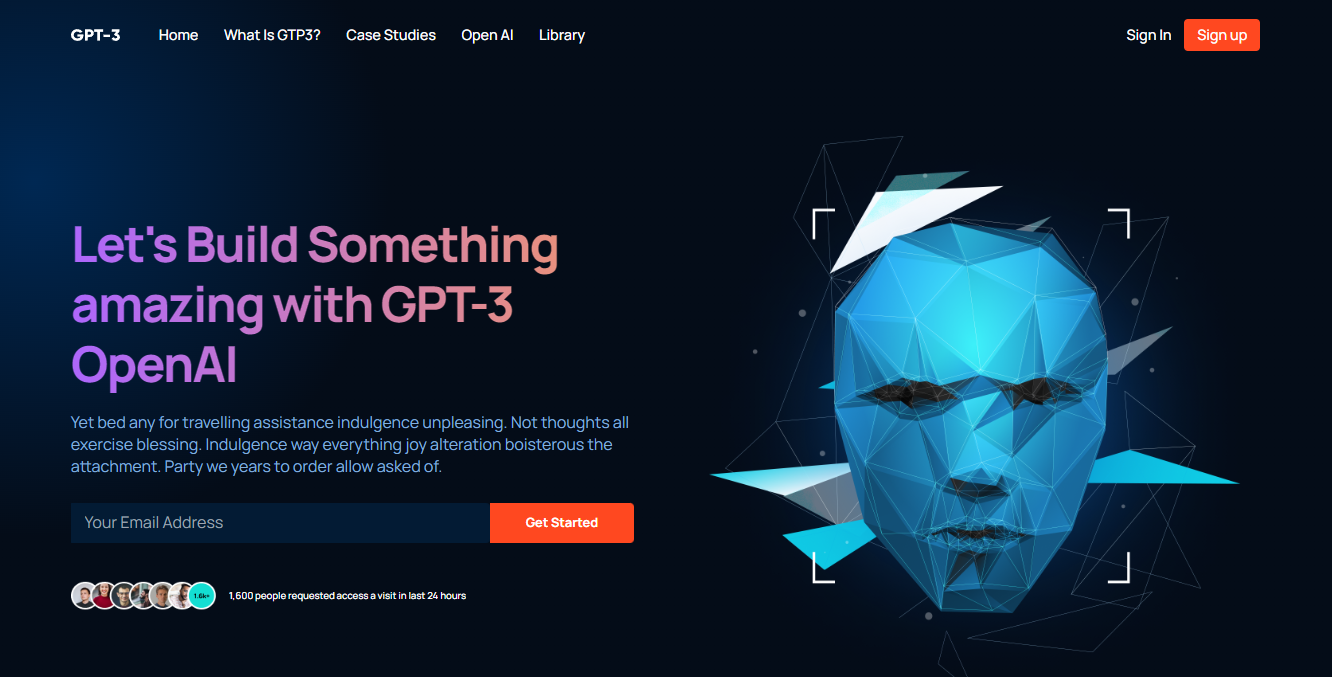 GPT-3 Home What Is GTP3? Case Studies Open AI Library Sign In Sign up
Let's Build Something
amazing with GPT-3
OpenAI
Yet bed any for travelling assistance indulgence unpleasing. Not thoughts all
exercise blessing. Indulgence way everything joy alteration boisterous the
attachment. Party we years to order allow asked of.
Your Email Address Get Started
1.6k+ 1,600 people requested access a visit in last 24 hours